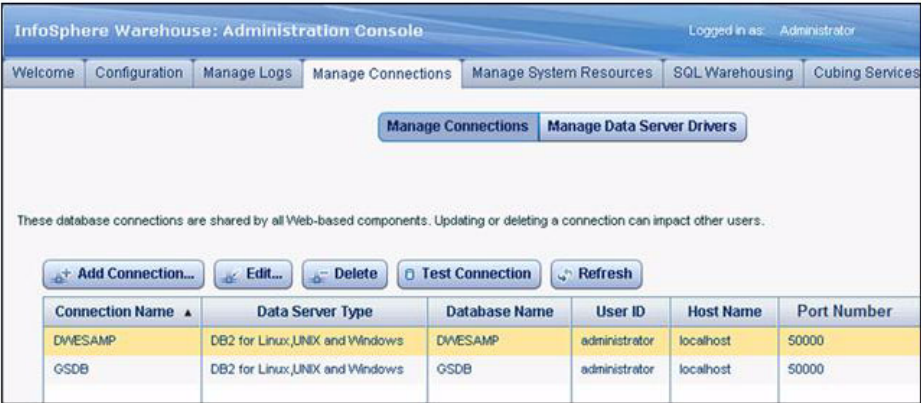 InfoSphere Warehouse: Administration Console Logged in as: Administrator
Welcome Configuration Manage Logs Manage Connections Manage System Resources SQL Warehousing Cubing Services
Manage Connections Manage Data Server Drivers
These database connections are shared by all Web-based components. Updating or deleting a connection can impact other users.
Add Connection... Edit... Delete Test Connection Refresh
Connection Name Data Server Type Database Name User ID Host Name Port Number
DWESAMP DB2 for Linux,UNIX and Windows DWESAMP administrator localhost 50000
GSDB DB2 for Linux,UNIX and Windows GSDB administrator localhost 50000